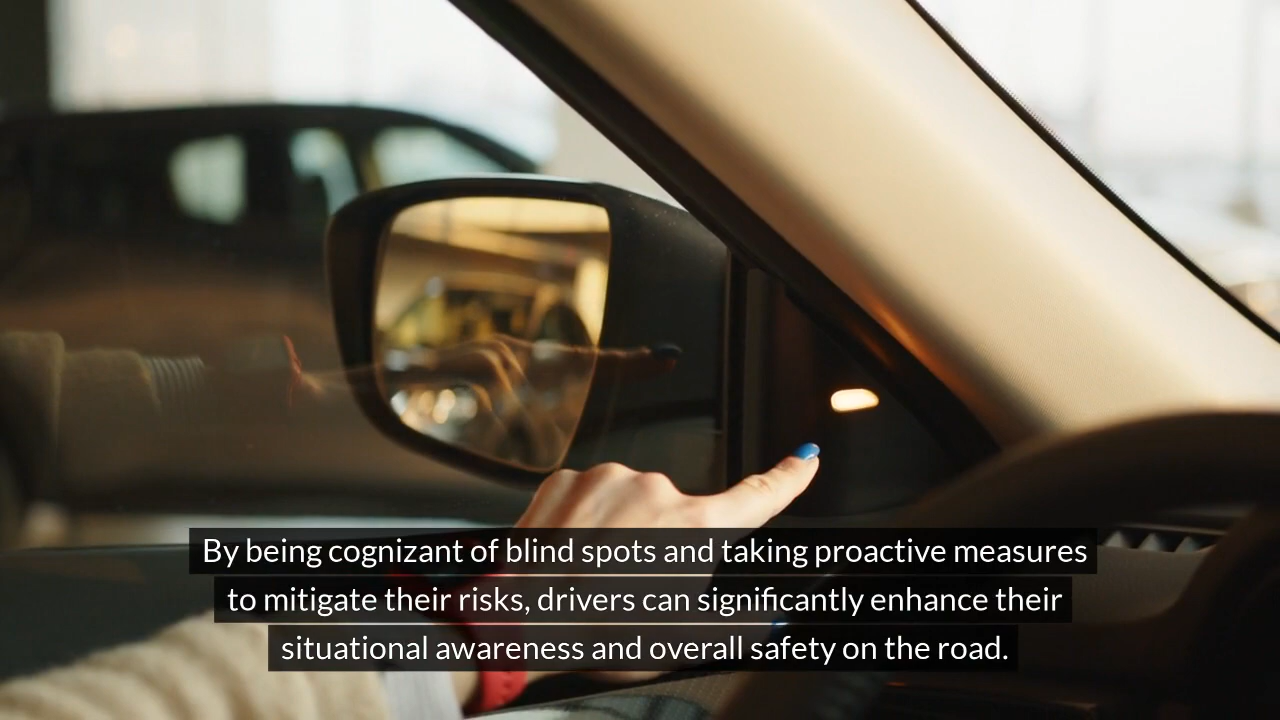 By being cognizant of blind spots and taking proactive measures
to mitigate their risks, drivers can significantly enhance their
situational awareness and overall safety on the road.